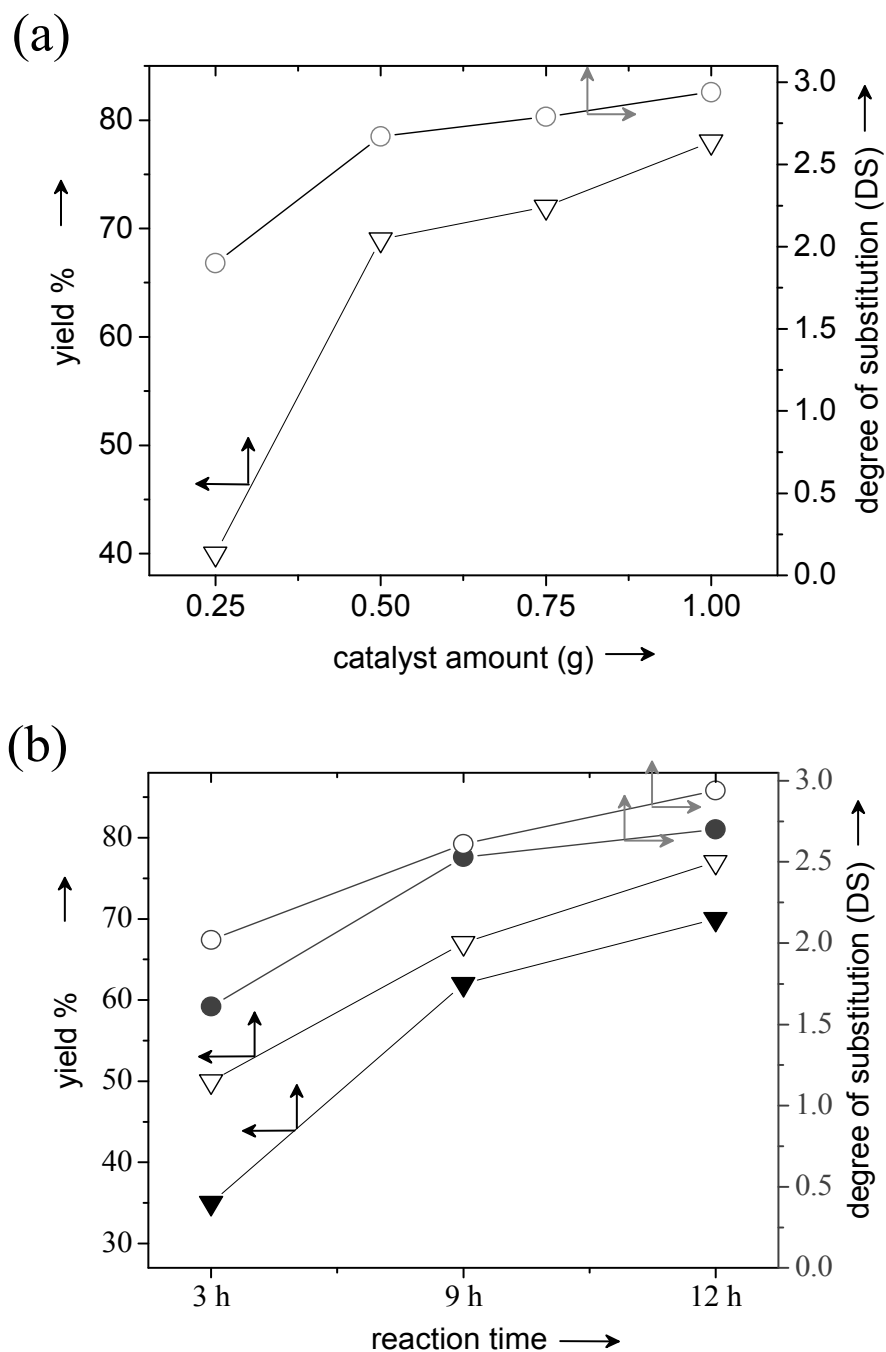 (a)
80
70
60
50
40
yield %
3.0
2.5
2.0
1.5
1.0
0.5
0.0
degree of substitution (DS)
0.25 0.50 0.75 1.00
catalyst amount (g)
(b)
80
70
60
50
40
30
yield %
3.0
2.5
2.0
1.5
1.0
0.5
0.0
degree of substitution (DS)
3 h 9 h 12 h
reaction time